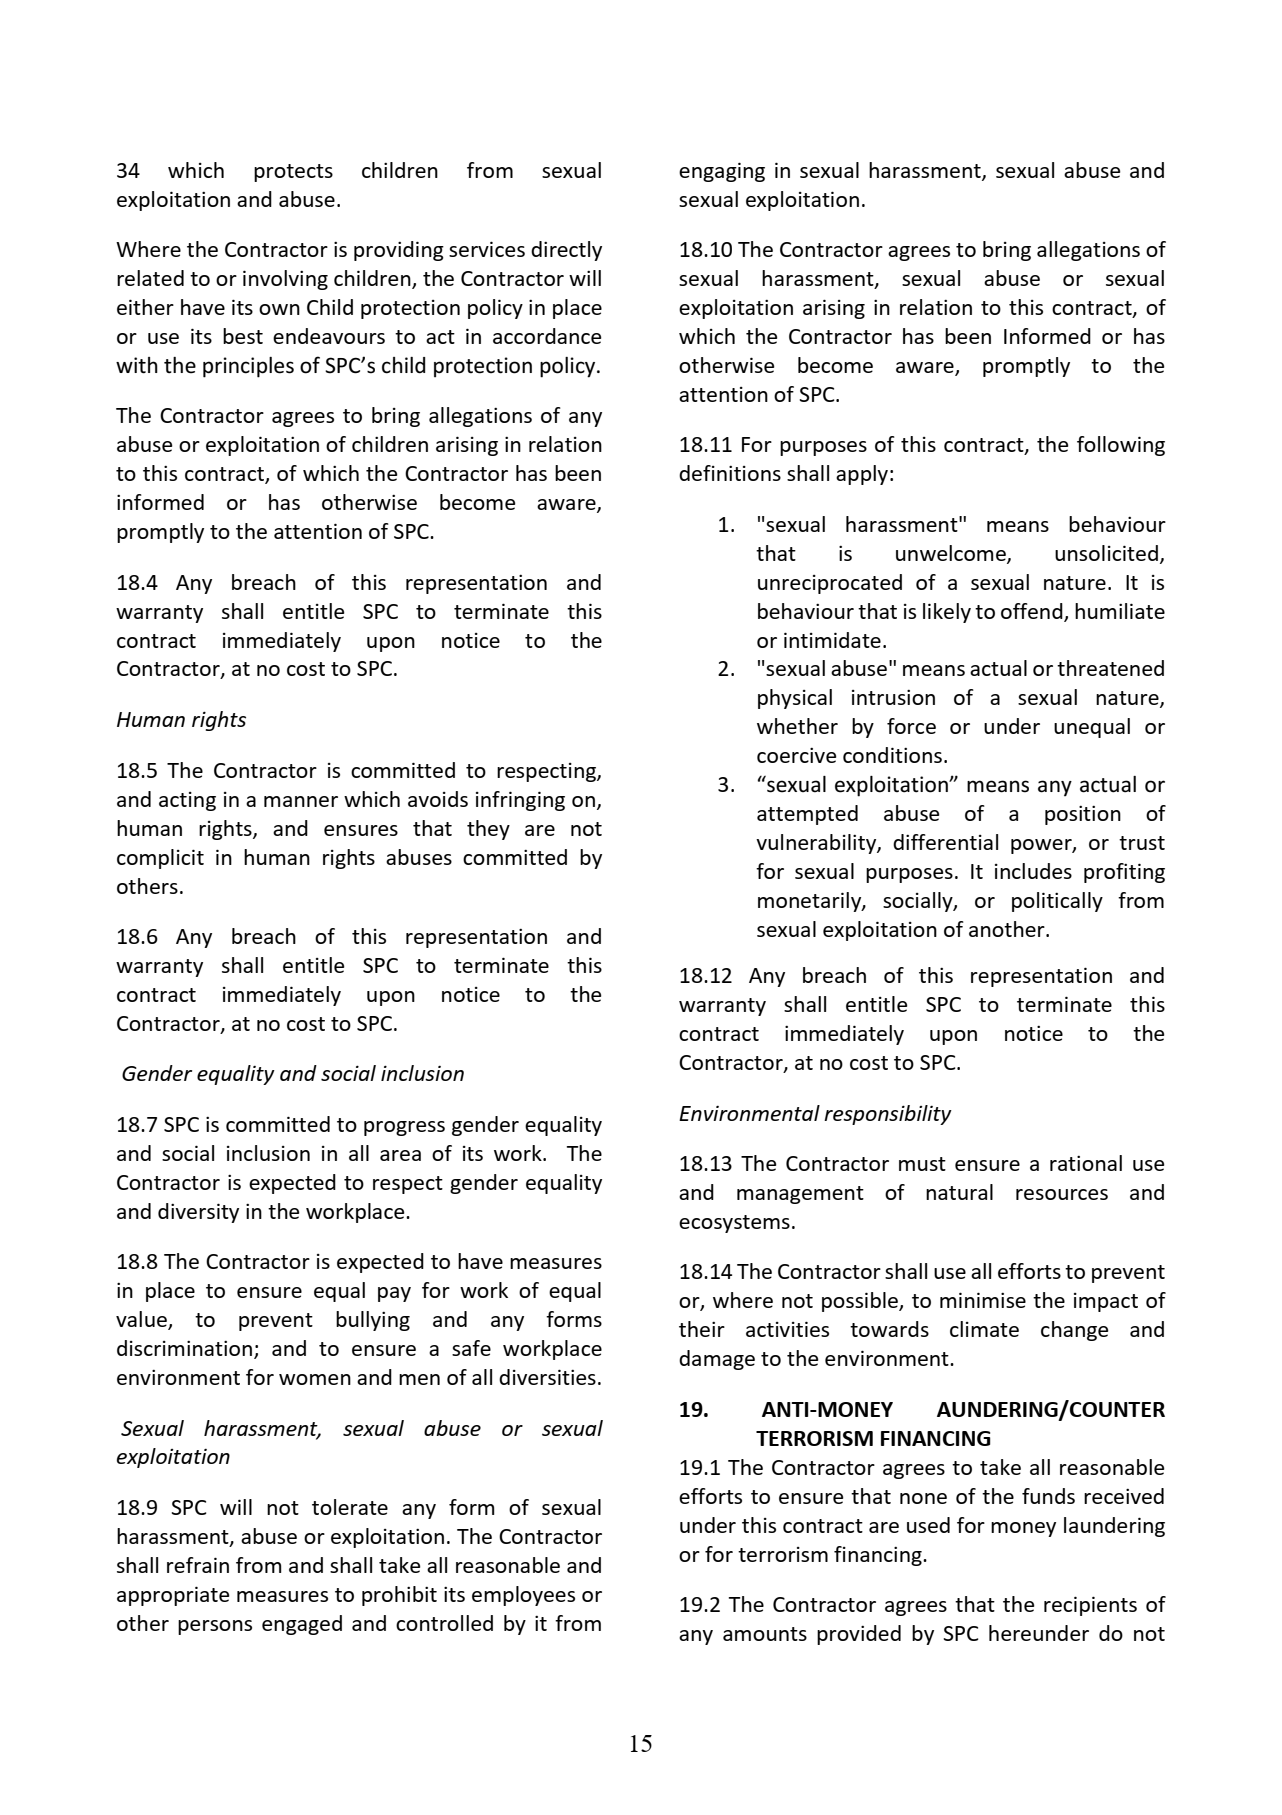 34 which protects children from sexual
exploitation and abuse.
Where the Contractor is providing services directly
related to or involving children, the Contractor will
either have its own Child protection policy in place
or use its best endeavours to act in accordance
with the principles of SPC’s child protection policy.
The Contractor agrees to bring allegations of any
abuse or exploitation of children arising in relation
to this contract, of which the Contractor has been
informed or has otherwise become aware,
promptly to the attention of SPC.
18.4 Any breach of this representation and
warranty shall entitle SPC to terminate this
contract immediately upon notice to the
Contractor, at no cost to SPC.
Human rights
18.5 The Contractor is committed to respecting,
and acting in a manner which avoids infringing on,
human rights, and ensures that they are not
complicit in human rights abuses committed by
others.
18.6 Any breach of this representation and
warranty shall entitle SPC to terminate this
contract immediately upon notice to the
Contractor, at no cost to SPC.
Gender equality and social inclusion
18.7 SPC is committed to progress gender equality
and social inclusion in all area of its work. The
Contractor is expected to respect gender equality
and diversity in the workplace.
18.8 The Contractor is expected to have measures
in place to ensure equal pay for work of equal
value, to prevent bullying and any forms
discrimination; and to ensure a safe workplace
environment for women and men of all diversities.
Sexual harassment, sexual abuse or sexual
exploitation
18.9 SPC will not tolerate any form of sexual
harassment, abuse or exploitation. The Contractor
shall refrain from and shall take all reasonable and
appropriate measures to prohibit its employees or
other persons engaged and controlled by it from
engaging in sexual harassment, sexual abuse and
sexual exploitation.
18.10 The Contractor agrees to bring allegations of
sexual harassment, sexual abuse or sexual
exploitation arising in relation to this contract, of
which the Contractor has been Informed or has
otherwise become aware, promptly to the
attention of SPC.
18.11 For purposes of this contract, the following
definitions shall apply:
1. "sexual harassment" means behaviour
that is unwelcome, unsolicited,
unreciprocated of a sexual nature. It is
behaviour that is likely to offend, humiliate
or intimidate.
2. "sexual abuse" means actual or threatened
physical intrusion of a sexual nature,
whether by force or under unequal or
coercive conditions.
3. “sexual exploitation” means any actual or
attempted abuse of a position of
vulnerability, differential power, or trust
for sexual purposes. It includes profiting
monetarily, socially, or politically from
sexual exploitation of another.
18.12 Any breach of this representation and
warranty shall entitle SPC to terminate this
contract immediately upon notice to the
Contractor, at no cost to SPC.
Environmental responsibility
18.13 The Contractor must ensure a rational use
and management of natural resources and
ecosystems.
18.14 The Contractor shall use all efforts to prevent
or, where not possible, to minimise the impact of
their activities towards climate change and
damage to the environment.
19. ANTI-MONEY AUNDERING/COUNTER
TERRORISM FINANCING
19.1 The Contractor agrees to take all reasonable
efforts to ensure that none of the funds received
under this contract are used for money laundering
or for terrorism financing.
19.2 The Contractor agrees that the recipients of
any amounts provided by SPC hereunder do not
15